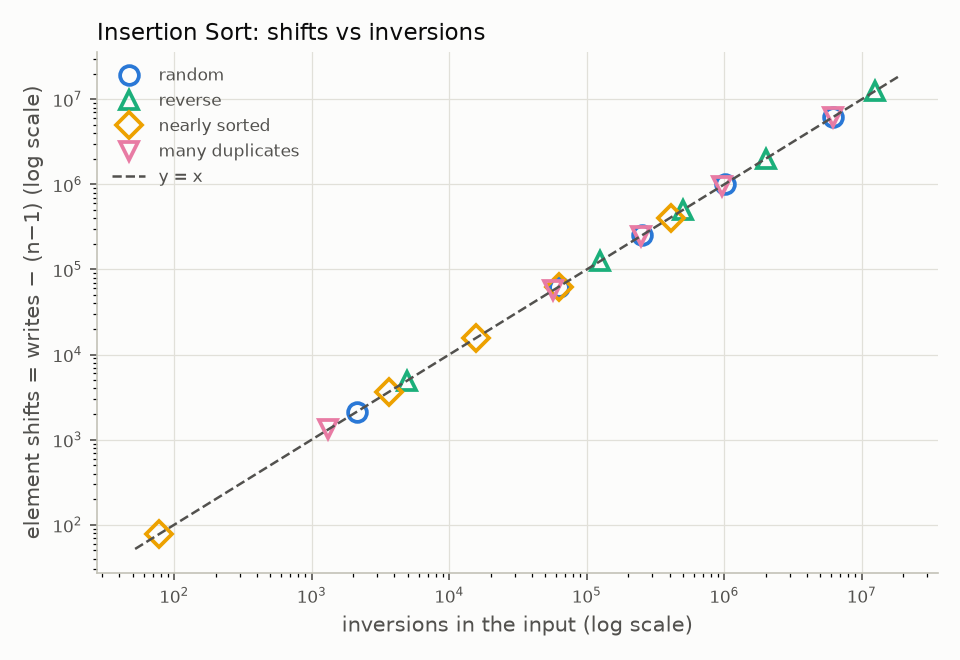 Insertion Sort: shifts vs inversions
random
reverse
nearly sorted
many duplicates
y = x
element shifts = writes − (n−1) (log scale)
10⁷
10⁶
10⁵
10⁴
10³
10²
10² 10³ 10⁴ 10⁵ 10⁶ 10⁷
inversions in the input (log scale)